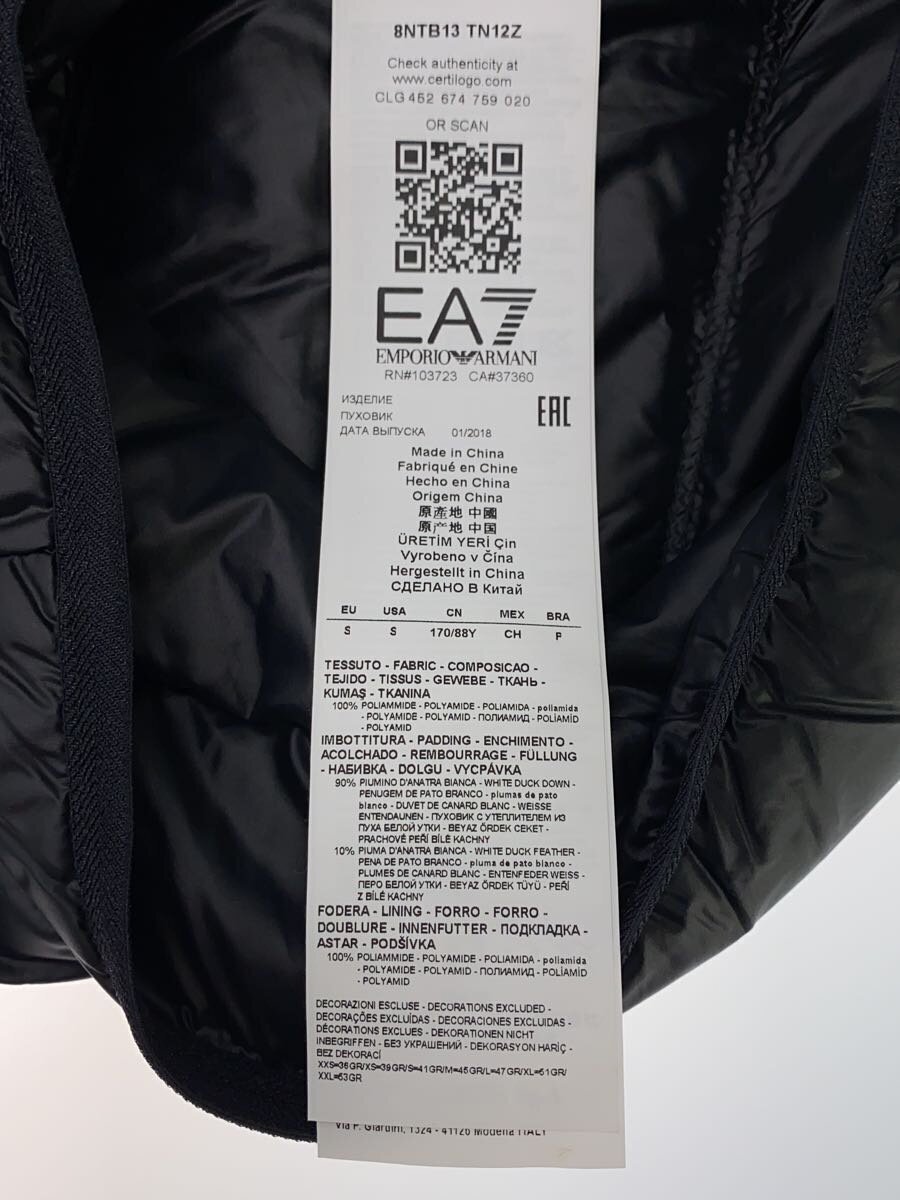 8NTB13 TN12Z
Check authenticity at
www.certilogo.com
CLG 452 674 759 020
OR SCAN
EA7
EMPORIO ARMANI
RN#103723 CA#37360
ИЗДЕЛИЕ
ПУХОВИК
ДАТА ВЫПУСКА 01/2018
EAC
Made in China
Fabriqué en Chine
Hecho en China
Origem China
原產地 中國
原产地 中国
ÜRETİM YERİ Çin
Vyrobeno v Čína
Hergestellt in China
СДЕЛАНО В Китай
EU USA CN MEX BRA
S S 170/88Y CH P
TESSUTO - FABRIC - COMPOSICAO -
TEJIDO - TISSUS - GEWEBE - ТКАНЬ -
KUMAŞ - TKANINA
100% POLIAMMIDE - POLYAMIDE - POLIAMIDA - poliamida
- POLYAMIDE - POLYAMID - ПОЛИАМИД - POLİAMİD
- POLYAMID
IMBOTTITURA - PADDING - ENCHIMENTO -
ACOLCHADO - REMBOURRAGE - FÜLLUNG
- НАБИВКА - DOLGU - VYCPÁVKA
90% PIUMINO D'ANATRA BIANCA - WHITE DUCK DOWN -
PENUGEM DE PATO BRANCO - plumas de pato
blanco - DUVET DE CANARD BLANC - WEISSE
ENTENDAUNEN - ПУХОВИК С УТЕПЛИТЕЛЕМ ИЗ
ПУХА БЕЛОЙ УТКИ - BEYAZ ÖRDEK CEKET -
PRACHOVÉ PEŘÍ BÍLÉ KACHNY
10% PIUMA D'ANATRA BIANCA - WHITE DUCK FEATHER -
PENA DE PATO BRANCO - pluma de pato blanco -
PLUMES DE CANARD BLANC - ENTENFEDER WEISS -
ПЕРО БЕЛОЙ УТКИ - BEYAZ ÖRDEK TÜYÜ - PEŘÍ
Z BÍLÉ KACHNY
FODERA - LINING - FORRO - FORRO -
DOUBLURE - INNENFUTTER - ПОДКЛАДКА -
ASTAR - PODŠÍVKA
100% POLIAMMIDE - POLYAMIDE - POLIAMIDA - poliamida
- POLYAMIDE - POLYAMID - ПОЛИАМИД - POLİAMİD
- POLYAMID
DECORAZIONI ESCLUSE - DECORATIONS EXCLUDED -
DECORAÇÕES EXCLUÍDAS - DECORACIONES EXCLUIDAS -
DÉCORATIONS EXCLUES - DEKORATIONEN NICHT
INBEGRIFFEN - БЕЗ УКРАШЕНИЙ - DEKORASYON HARİÇ -
BEZ DEKORACÍ
XXS=36GR/XS=39GR/S=41GR/M=45GR/L=47GR/XL=51GR/
XXL=53GR
Via P. Giardini, 1324 - 41126 Modena ITALY